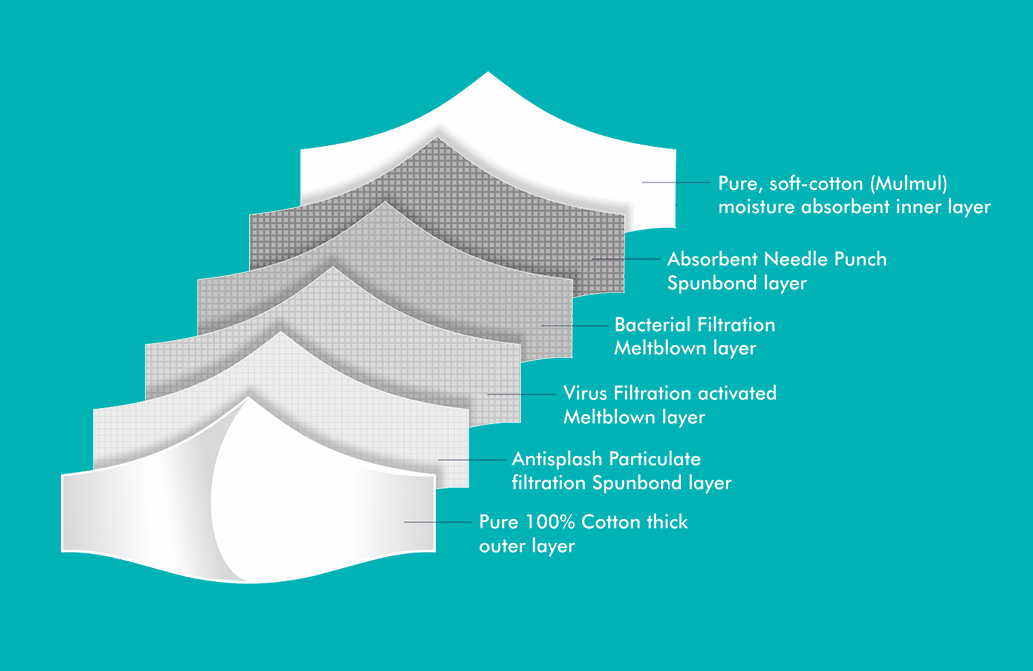 Pure, soft-cotton (Mulmul)
moisture absorbent inner layer
Absorbent Needle Punch
Spunbond layer
Bacterial Filtration
Meltblown layer
Virus Filtration activated
Meltblown layer
Antisplash Particulate
filtration Spunbond layer
Pure 100% Cotton thick
outer layer